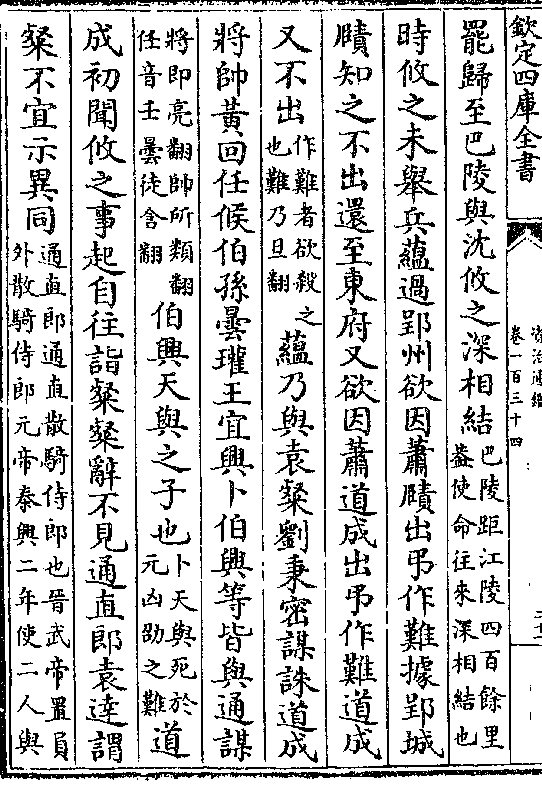 欽定四庫全書
資治通鑑
卷一百三十四
罷歸至巴陵與沈攸之深相結巴陵距江陵四百餘里
葢使命往來深相結也
時攸之未舉兵蘊過郢州欲因蕭賾出弔作難據郢城
賾知之不出還至東府又欲因蕭道成出弔作難道成
又不出作難者欲殺之
也難乃旦翻
蘊乃與袁粲劉秉密謀誅道成
將帥黃回任候伯孫曇瓘王宜興卜伯興等皆與通謀
將即亮翻帥所類翻
任音壬曇徒含翻
伯興天與之子也卜天與死於
元凶劭之難
道
成初聞攸之事起自往詣粲粲辭不見通直郎袁逹謂
粲不宜示異同通直郎通直散騎侍郎也晉武帝置員
外散騎侍郎元帝泰興二年使二人與